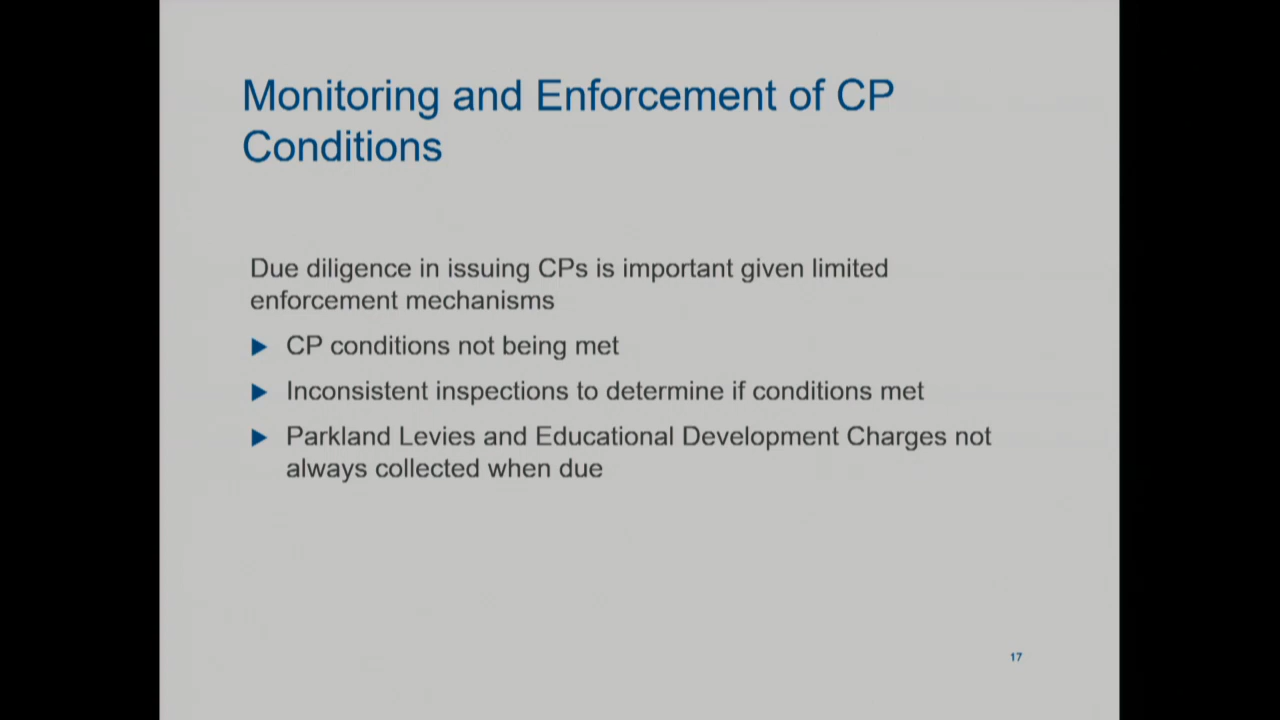 Monitoring and Enforcement of CP
Conditions
Due diligence in issuing CPs is important given limited
enforcement mechanisms
CP conditions not being met
Inconsistent inspections to determine if conditions met
Parkland Levies and Educational Development Charges not
always collected when due
17